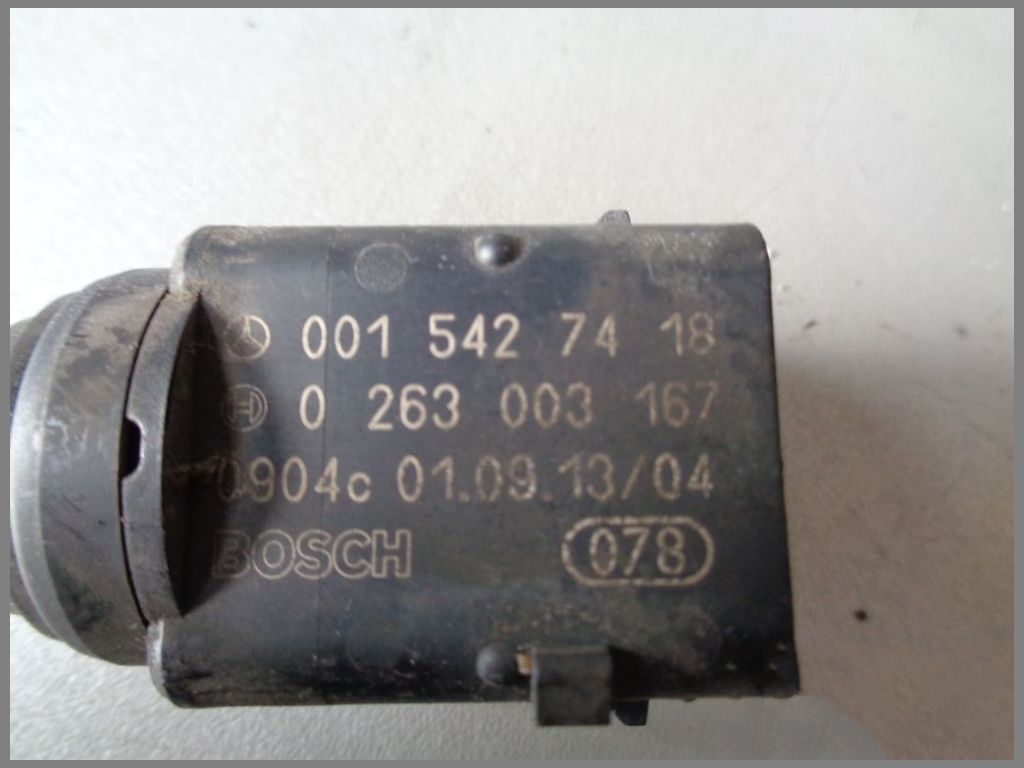 001 542 74 18
0 263 003 167
0904c 01.09.13/04
BOSCH 078